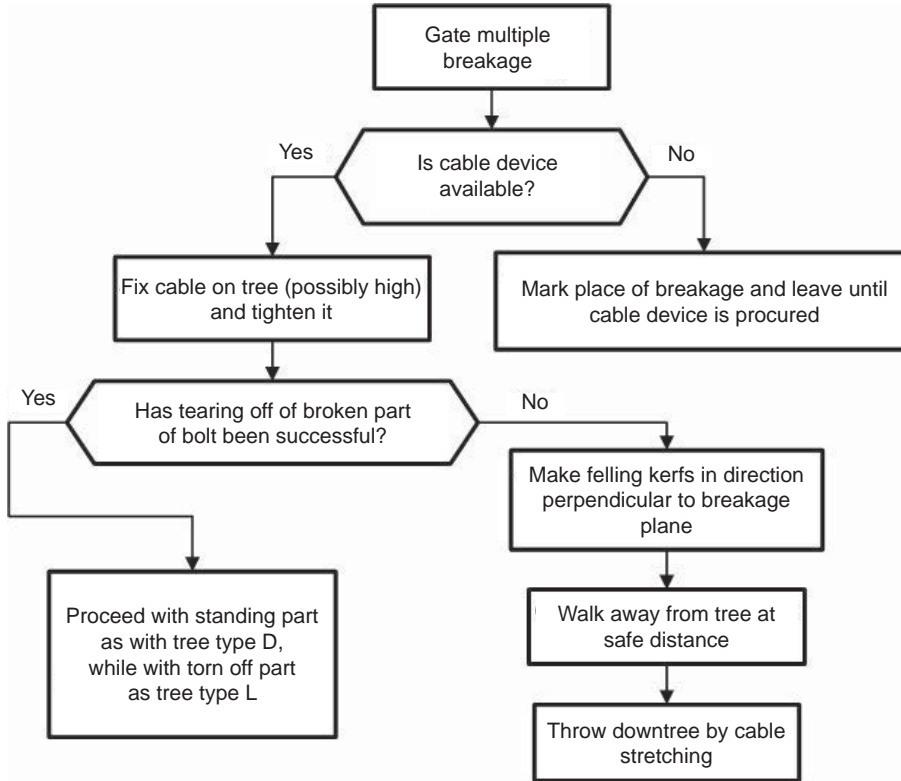 Gate multiple
breakage
Yes
Is cable device
available?
No
Fix cable on tree (possibly high)
and tighten it
Mark place of breakage and leave until
cable device is procured
Yes
Has tearing off of broken part
of bolt been successful?
No
Make felling kerfs in direction
perpendicular to breakage
plane
Proceed with standing part
as with tree type D,
while with torn off part
as tree type L
Walk away from tree at
safe distance
Throw downtree by cable
stretching